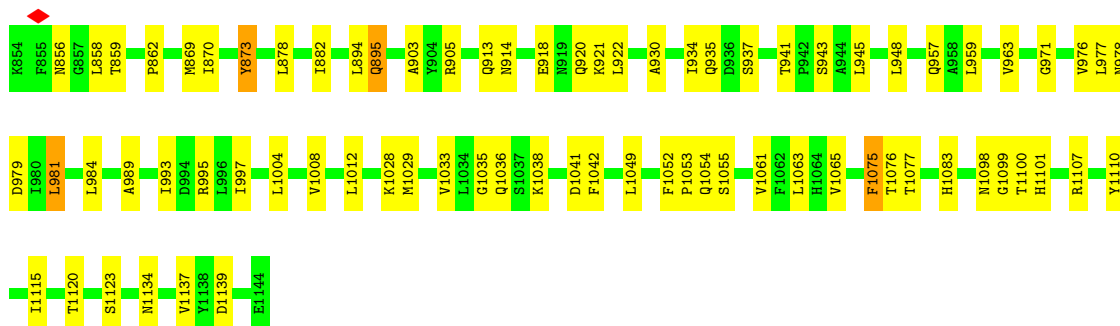 K854 F855 N856 G857 L858 T859 P862 M869 I870 Y873 L878 I882 L894 Q895 A903 Y904 R905 Q913 N914 E918 N919 Q920 K921 L922 A930 I934 Q935 D936 S937 T941 P942 S943 A944 L945 L948 Q957 A958 L959 V963 G971 V976 L977 N978
D979 I980 L981 L984 A989 I993 D994 R995 L996 I997 L1004 V1008 L1012 K1028 M1029 V1033 L1034 G1035 Q1036 S1037 K1038 D1041 F1042 L1049 F1052 P1053 Q1054 S1055 V1061 F1062 L1063 H1064 V1065 F1075 T1076 T1077 H1083 N1098 G1099 T1100 H1101 R1107 Y1110
I1115 T1120 S1123 N1134 V1137 Y1138 D1139 E1144